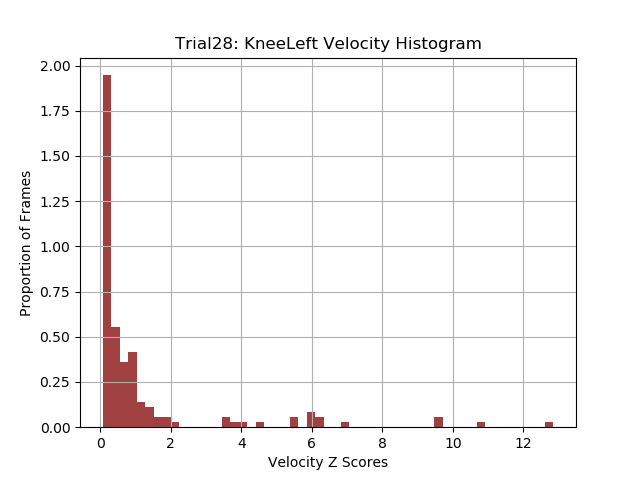 Trial28: KneeLeft Velocity Histogram
2.00
1.75
1.50
1.25
1.00
0.75
0.50
0.25
0.00
Proportion of Frames
0 2 4 6 8 10 12
Velocity Z Scores